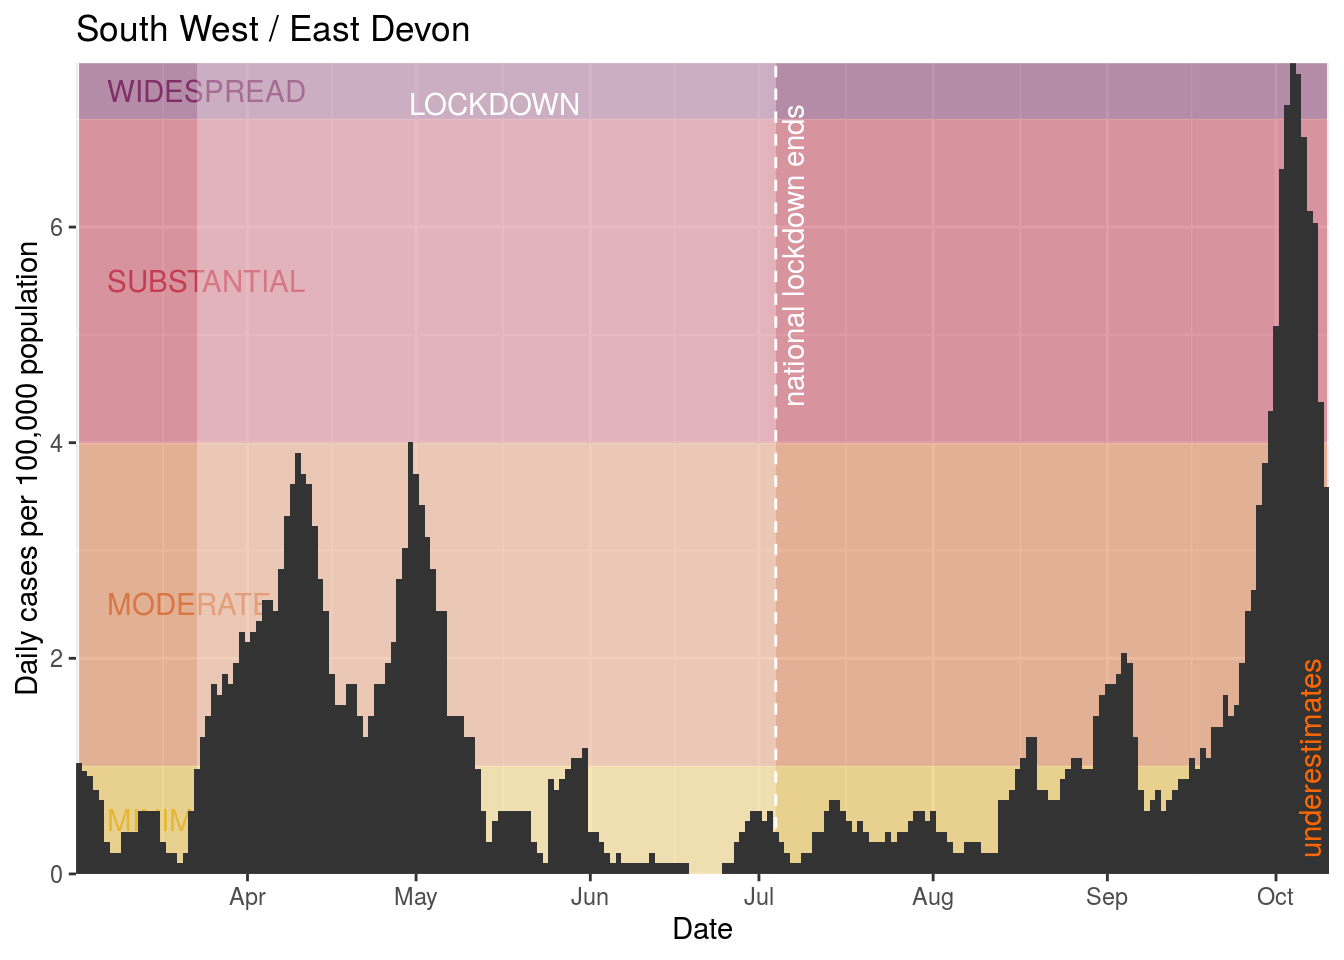 South West / East Devon
WIDESPREAD
LOCKDOWN
national lockdown ends
SUBSTANTIAL
MODERATE
underestimates
Daily cases per 100,000 population
6
4
2
0
Apr
May
Jun
Jul
Aug
Sep
Oct
Date